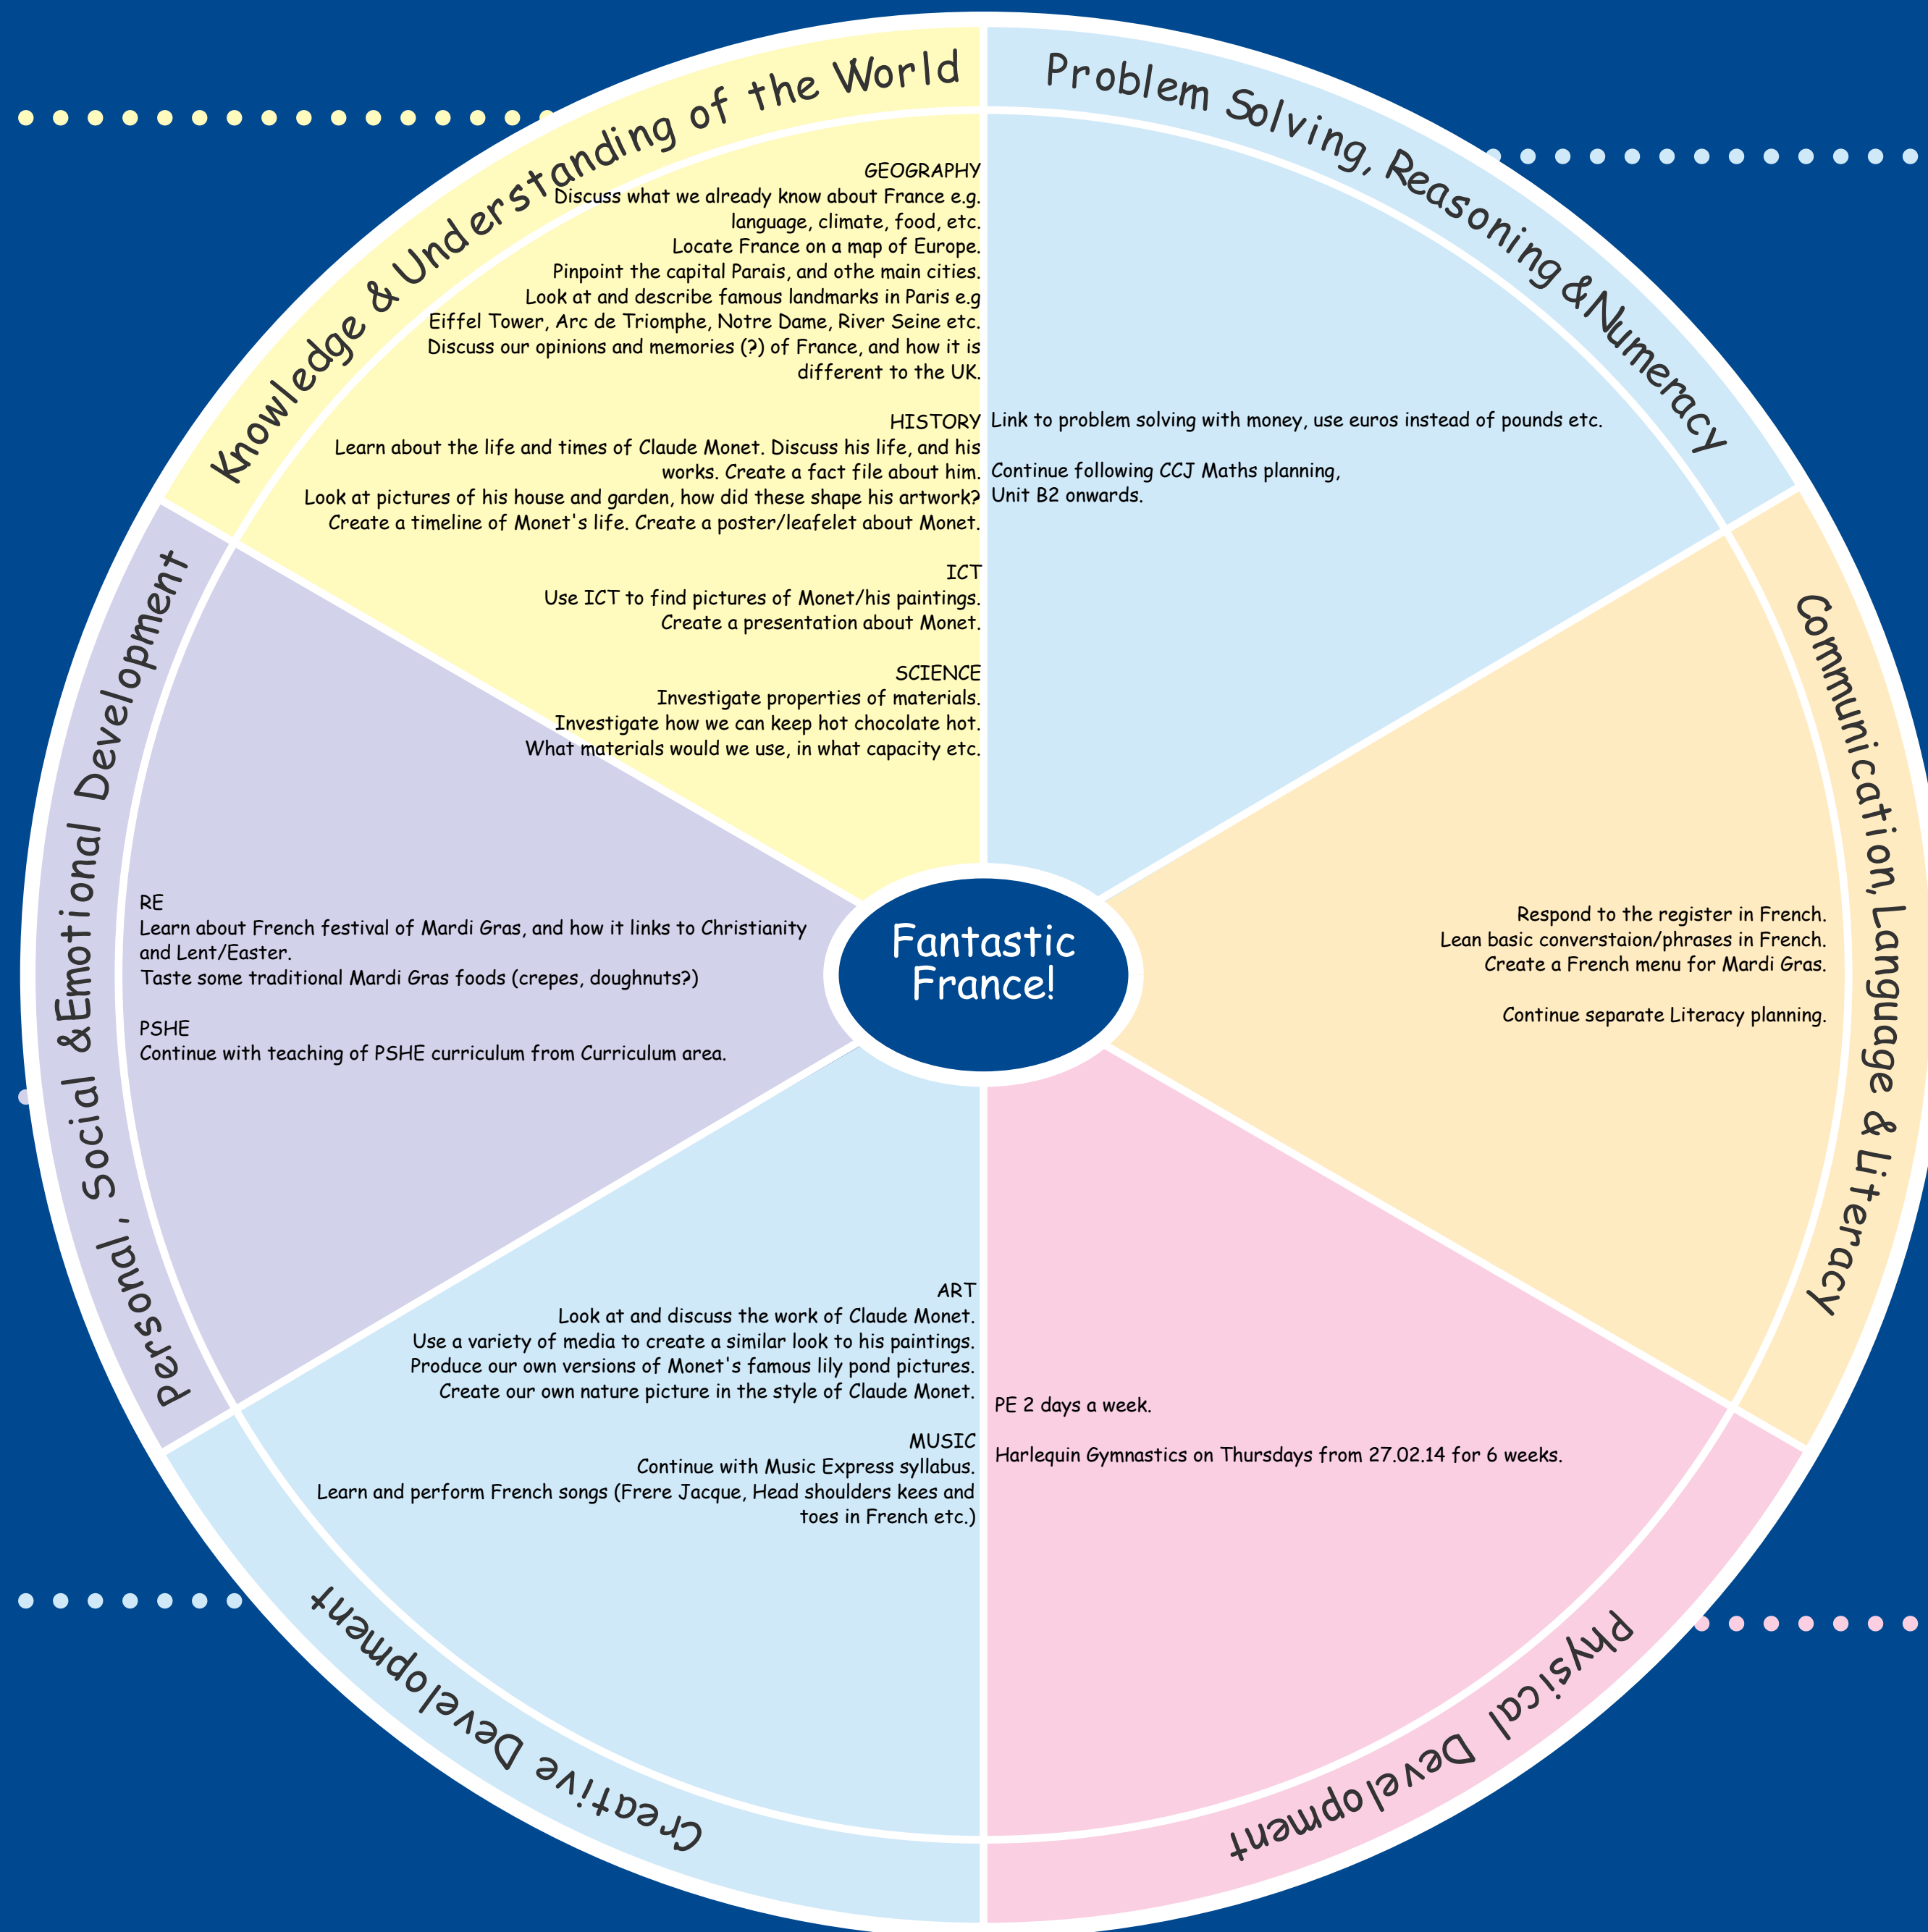 Knowledge & Understanding of the World
GEOGRAPHY
Discuss what we already know about France e.g.
language, climate, food, etc.
Locate France on a map of Europe.
Pinpoint the capital Parais, and othe main cities.
Look at and describe famous landmarks in Paris e.g
Eiffel Tower, Arc de Triomphe, Notre Dame, River Seine etc.
Discuss our opinions and memories (?) of France, and how it is
different to the UK.
HISTORY
Learn about the life and times of Claude Monet. Discuss his life, and his
works. Create a fact file about him.
Look at pictures of his house and garden, how did these shape his artwork?
Create a timeline of Monet's life. Create a poster/leafelet about Monet.
ICT
Use ICT to find pictures of Monet/his paintings.
Create a presentation about Monet.
SCIENCE
Investigate properties of materials.
Investigate how we can keep hot chocolate hot.
What materials would we use, in what capacity etc.
Problem Solving, Reasoning &Numeracy
Link to problem solving with money, use euros instead of pounds etc.
Continue following CCJ Maths planning,
Unit B2 onwards.
Communication, Language & Literacy
Respond to the register in French.
Lean basic converstaion/phrases in French.
Create a French menu for Mardi Gras.
Continue separate Literacy planning.
Fantastic
France!
Personal, Social &Emotional Development
RE
Learn about French festival of Mardi Gras, and how it links to Christianity
and Lent/Easter.
Taste some traditional Mardi Gras foods (crepes, doughnuts?)
PSHE
Continue with teaching of PSHE curriculum from Curriculum area.
ART
Look at and discuss the work of Claude Monet.
Use a variety of media to create a similar look to his paintings.
Produce our own versions of Monet's famous lily pond pictures.
Create our own nature picture in the style of Claude Monet.
MUSIC
Continue with Music Express syllabus.
Learn and perform French songs (Frere Jacque, Head shoulders kees and
toes in French etc.)
Creative Development
PE 2 days a week.
Harlequin Gymnastics on Thursdays from 27.02.14 for 6 weeks.
Physical Development